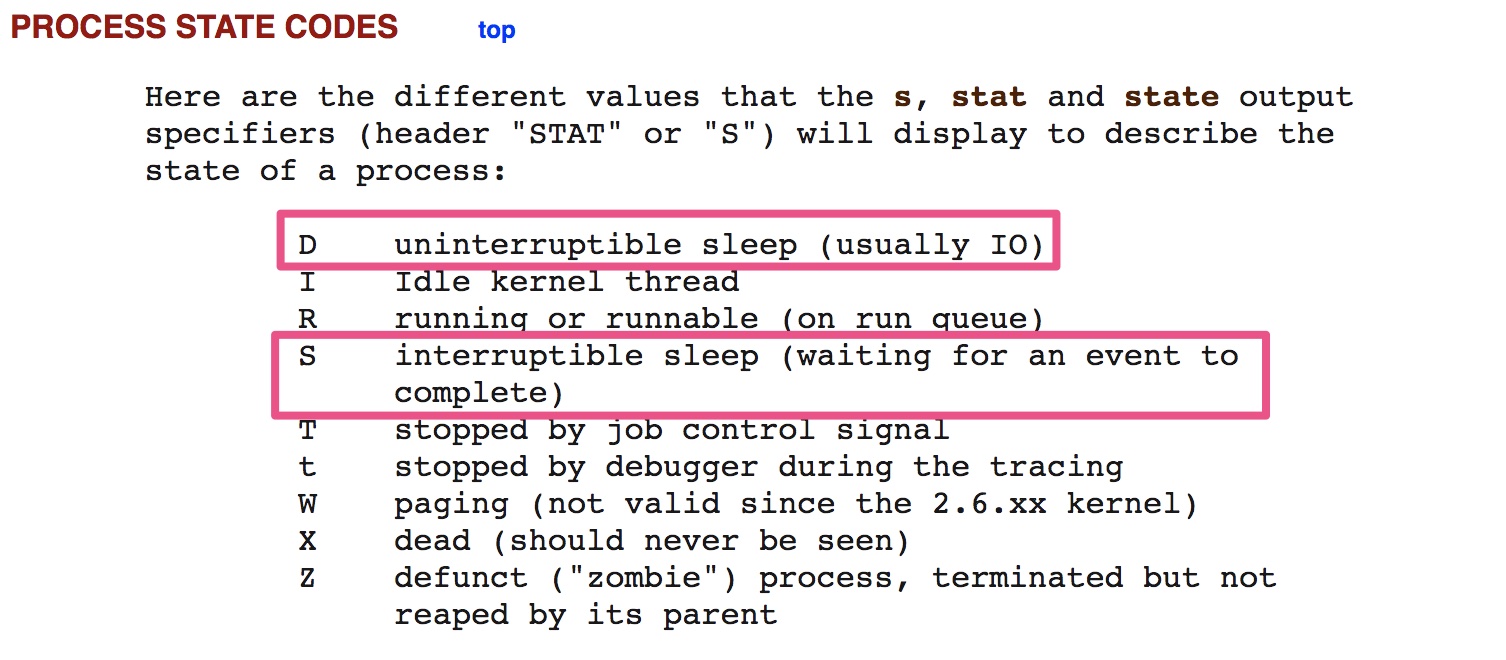 PROCESS STATE CODES top
Here are the different values that the s, stat and state output
specifiers (header "STAT" or "S") will display to describe the
state of a process:
D uninterruptible sleep (usually IO)
I Idle kernel thread
R running or runnable (on run queue)
S interruptible sleep (waiting for an event to
complete)
T stopped by job control signal
t stopped by debugger during the tracing
W paging (not valid since the 2.6.xx kernel)
X dead (should never be seen)
Z defunct ("zombie") process, terminated but not
reaped by its parent